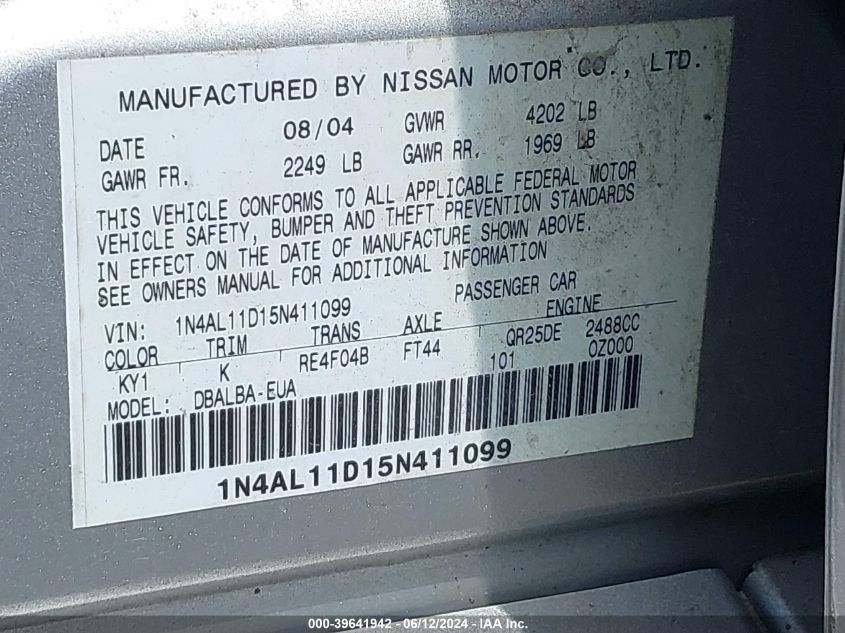 MANUFACTURED BY NISSAN MOTOR CO., LTD.
DATE 08/04 GVWR 4202 LB
GAWR FR. 2249 LB GAWR RR. 1969 LB
THIS VEHICLE CONFORMS TO ALL APPLICABLE FEDERAL MOTOR
VEHICLE SAFETY, BUMPER AND THEFT PREVENTION STANDARDS
IN EFFECT ON THE DATE OF MANUFACTURE SHOWN ABOVE.
SEE OWNERS MANUAL FOR ADDITIONAL INFORMATION
VIN: 1N4AL11D15N411099 PASSENGER CAR
COLOR TRIM TRANS AXLE ENGINE
KY1 K RE4F04B FT44 QR25DE 2488CC
MODEL: DBALBA-EUA 101 0Z000
1N4AL11D15N411099
000-39641942 - 06/12/2024 - IAA Inc.